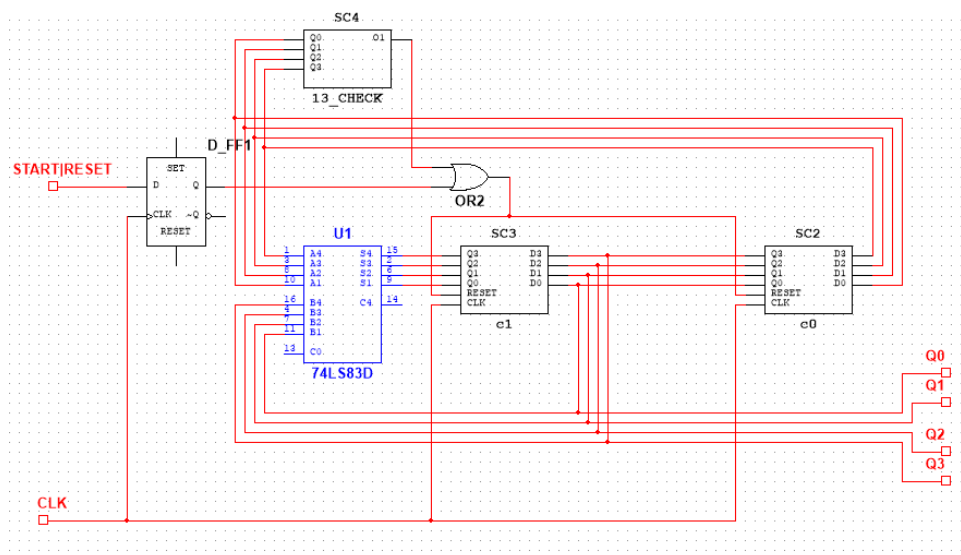 SC4
Q0 O1
Q1
Q2
Q3
13_CHECK
D_FF1
START|RESET
SET
D Q
CLK ~Q
RESET
OR2
U1
1 A4 S4 15
3 A3 S3 2
8 A2 S2 6
10 A1 S1 9
16 B4 C4 14
4 B3
7 B2
11 B1
13 C0
74LS83D
SC3
Q3 D3
Q2 D2
Q1 D1
Q0 D0
RESET
CLK
c1
SC2
Q3 D3
Q2 D2
Q1 D1
Q0 D0
RESET
CLK
c0
Q0
Q1
Q2
Q3
CLK